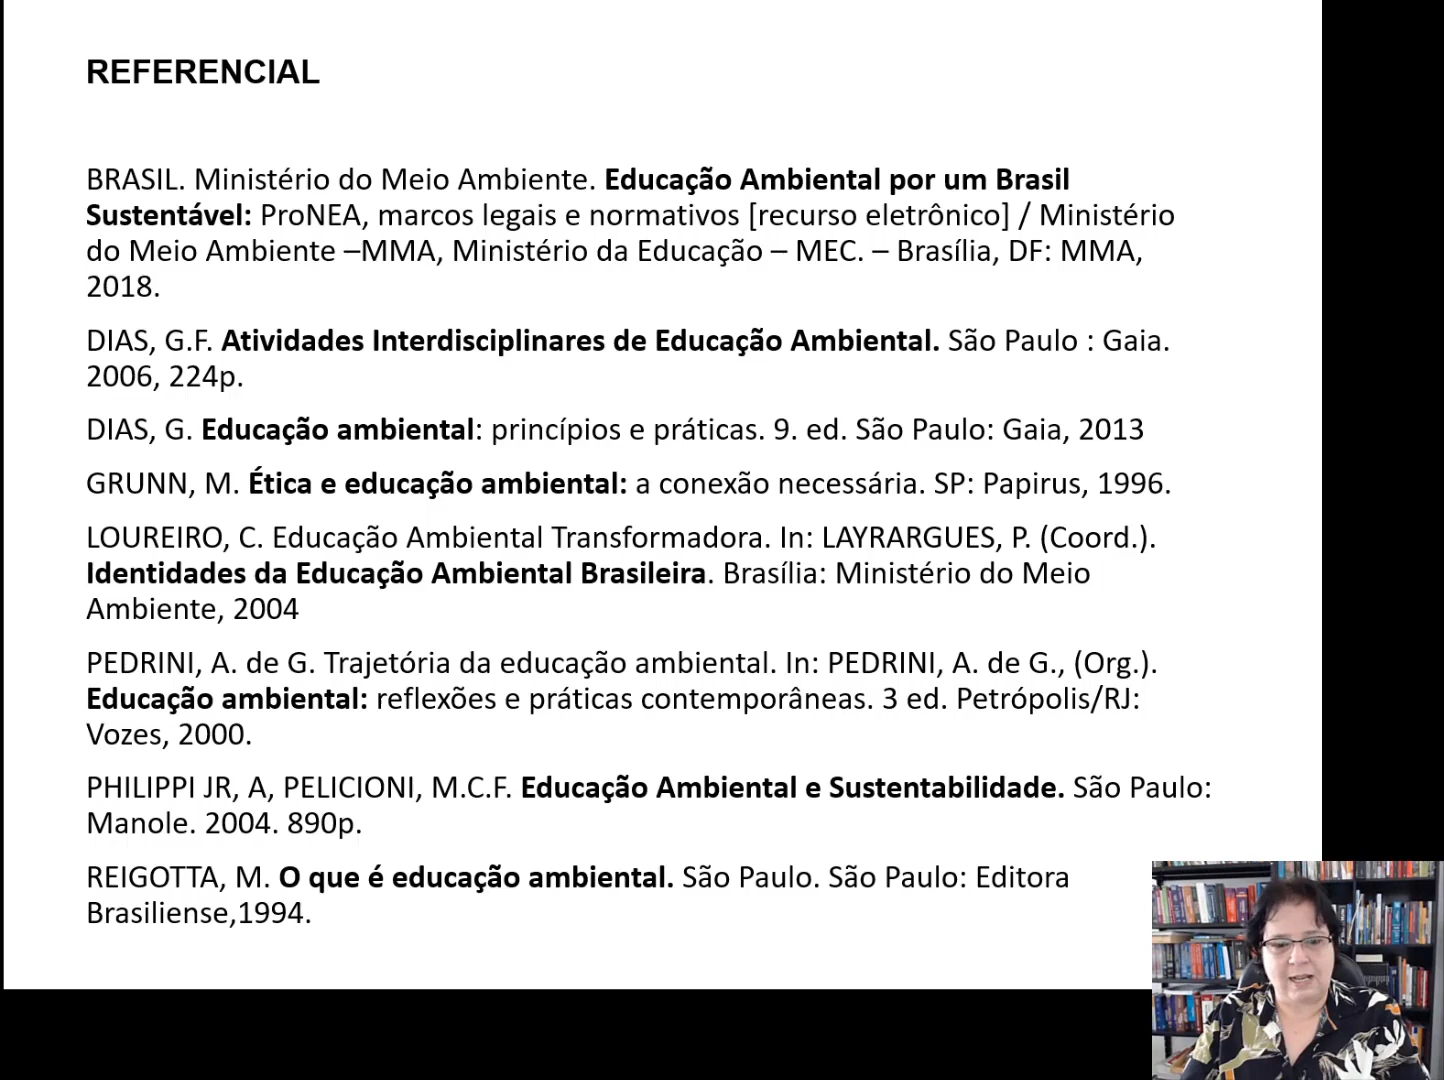 REFERENCIAL
BRASIL. Ministério do Meio Ambiente. Educação Ambiental por um Brasil
Sustentável: ProNEA, marcos legais e normativos [recurso eletrônico] / Ministério
do Meio Ambiente –MMA, Ministério da Educação – MEC. – Brasília, DF: MMA,
2018.
DIAS, G.F. Atividades Interdisciplinares de Educação Ambiental. São Paulo : Gaia.
2006, 224p.
DIAS, G. Educação ambiental: princípios e práticas. 9. ed. São Paulo: Gaia, 2013
GRUNN, M. Ética e educação ambiental: a conexão necessária. SP: Papirus, 1996.
LOUREIRO, C. Educação Ambiental Transformadora. In: LAYRARGUES, P. (Coord.).
Identidades da Educação Ambiental Brasileira. Brasília: Ministério do Meio
Ambiente, 2004
PEDRINI, A. de G. Trajetória da educação ambiental. In: PEDRINI, A. de G., (Org.).
Educação ambiental: reflexões e práticas contemporâneas. 3 ed. Petrópolis/RJ:
Vozes, 2000.
PHILIPPI JR, A, PELICIONI, M.C.F. Educação Ambiental e Sustentabilidade. São Paulo:
Manole. 2004. 890p.
REIGOTTA, M. O que é educação ambiental. São Paulo. São Paulo: Editora
Brasiliense,1994.